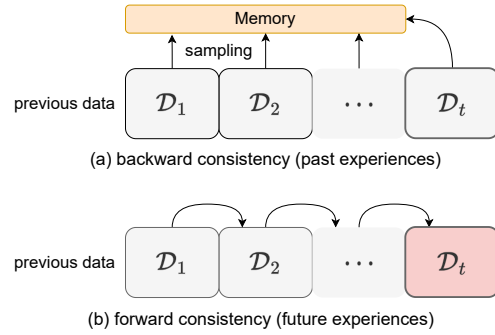 Memory
sampling
previous data 𝒟₁ 𝒟₂ ⋯ 𝒟ₜ
(a) backward consistency (past experiences)
previous data 𝒟₁ 𝒟₂ ⋯ 𝒟ₜ
(b) forward consistency (future experiences)